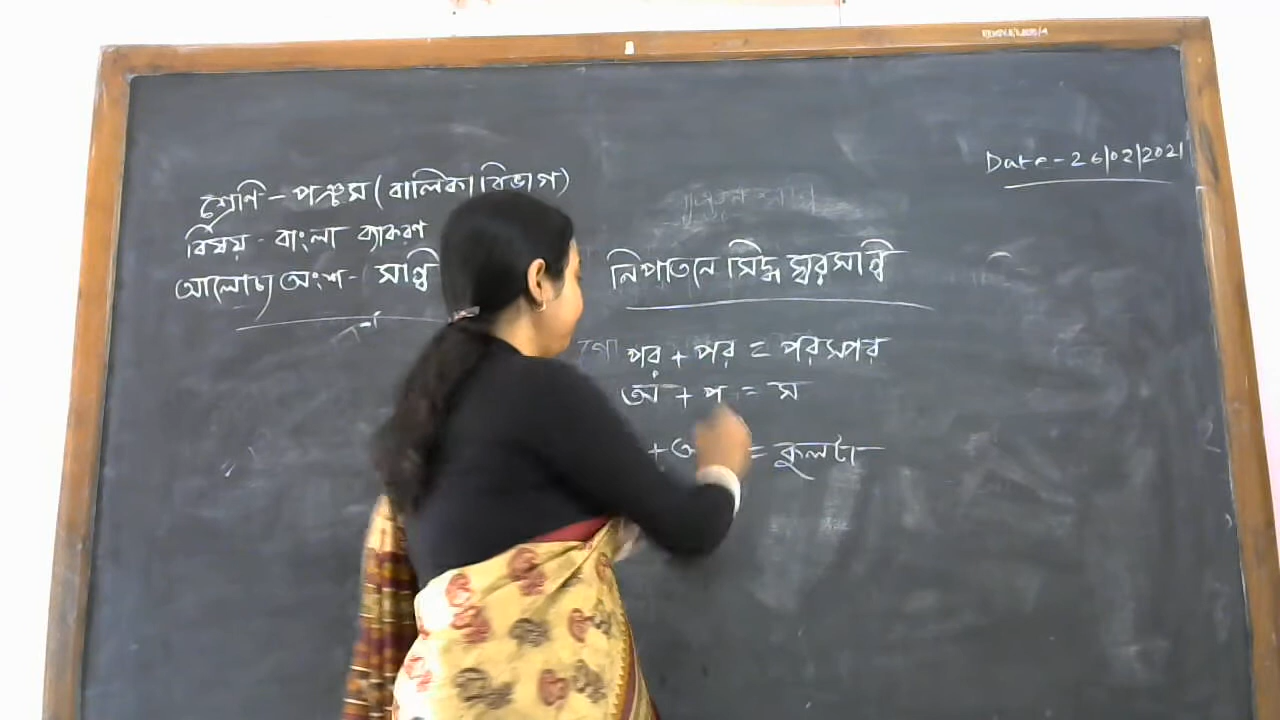 Date - 26/02/2021
শ্রেণি - পঞ্চম (বালিকা বিভাগ)
বিষয় - বাংলা ব্যাকরণ
আলোচ্য অংশ - সন্ধি
নিপাতনে সিদ্ধ স্বরসন্ধি
পর + পর = পরস্পর
অ + প = স
+ অ = কুলটা